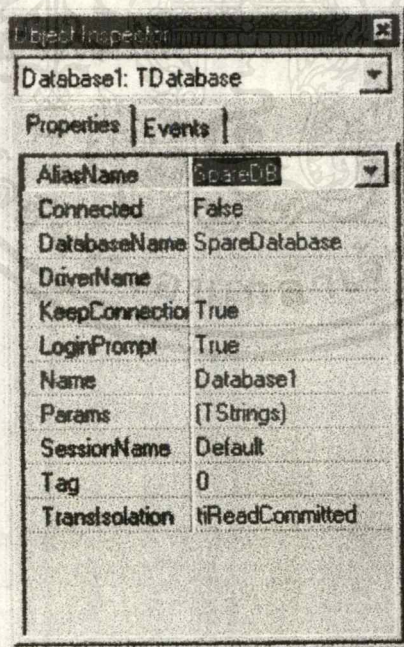 Object Inspector
Database1: TDatabase
Properties Events
AliasName SpareDB
Connected False
DatabaseName SpareDatabase
DriverName
KeepConnection True
LoginPrompt True
Name Database1
Params (TStrings)
SessionName Default
Tag 0
TransIsolation tiReadCommitted